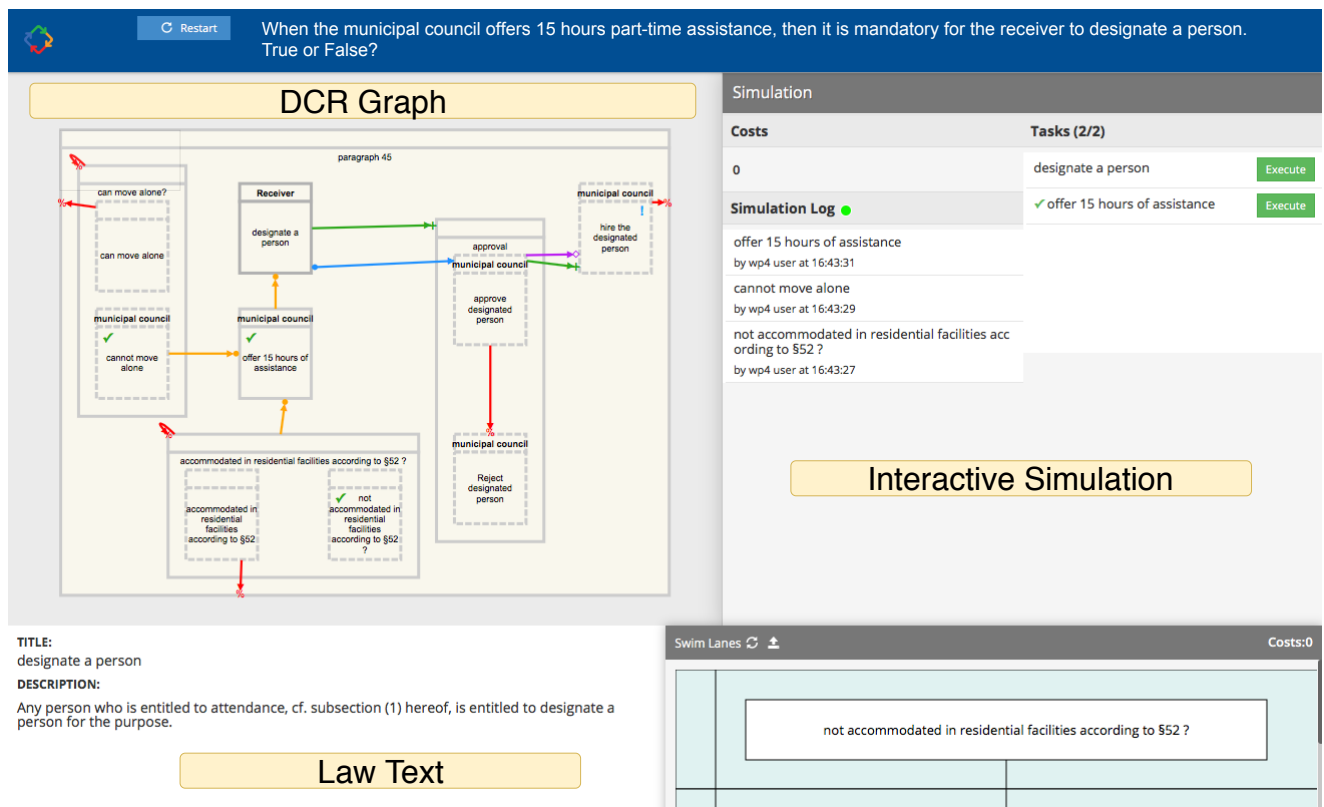 Restart
When the municipal council offers 15 hours part-time assistance, then it is mandatory for the receiver to designate a person.
True or False?
DCR Graph
paragraph 45
can move alone?
can move alone
municipal council
cannot move
alone
Receiver
designate a
person
municipal council
offer 15 hours of
assistance
accommodated in residential facilities according to §52 ?
accommodated in
residential
facilities
according to §52
not
accommodated in
residential
facilities
according to §52
?
approval
municipal council
approve
designated
person
municipal council
Reject
designated
person
municipal council
!
hire the
designated
person
%
%
%
%
%
%
Simulation
Costs
Tasks (2/2)
0
designate a person
Execute
Simulation Log
✓ offer 15 hours of assistance
Execute
offer 15 hours of assistance
by wp4 user at 16:43:31
cannot move alone
by wp4 user at 16:43:29
not accommodated in residential facilities acc
ording to §52 ?
by wp4 user at 16:43:27
Interactive Simulation
TITLE:
designate a person
DESCRIPTION:
Any person who is entitled to attendance, cf. subsection (1) hereof, is entitled to designate a
person for the purpose.
Law Text
Swim Lanes
Costs:0
not accommodated in residential facilities according to §52 ?